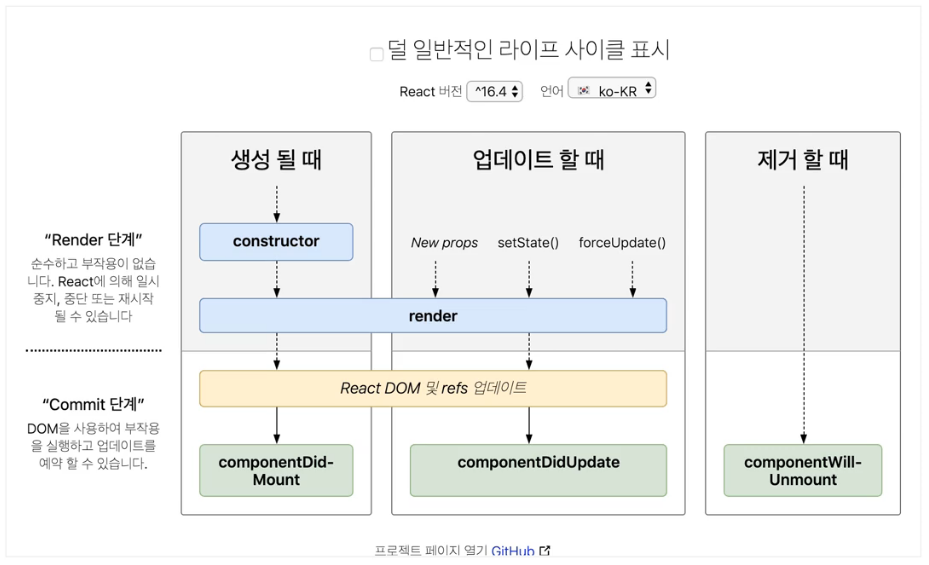 덜 일반적인 라이프 사이클 표시
React 버전 ^16.4 언어 🇰🇷 ko-KR
생성 될 때
업데이트 할 때
제거 할 때
“Render 단계”
순수하고 부작용이 없습
니다. React에 의해 일시
중지, 중단 또는 재시작
될 수 있습니다
constructor
New props setState() forceUpdate()
render
“Commit 단계”
DOM을 사용하여 부작용
을 실행하고 업데이트를
예약 할 수 있습니다.
React DOM 및 refs 업데이트
componentDid-
Mount
componentDidUpdate
componentWill-
Unmount
프로젝트 페이지 열기 GitHub